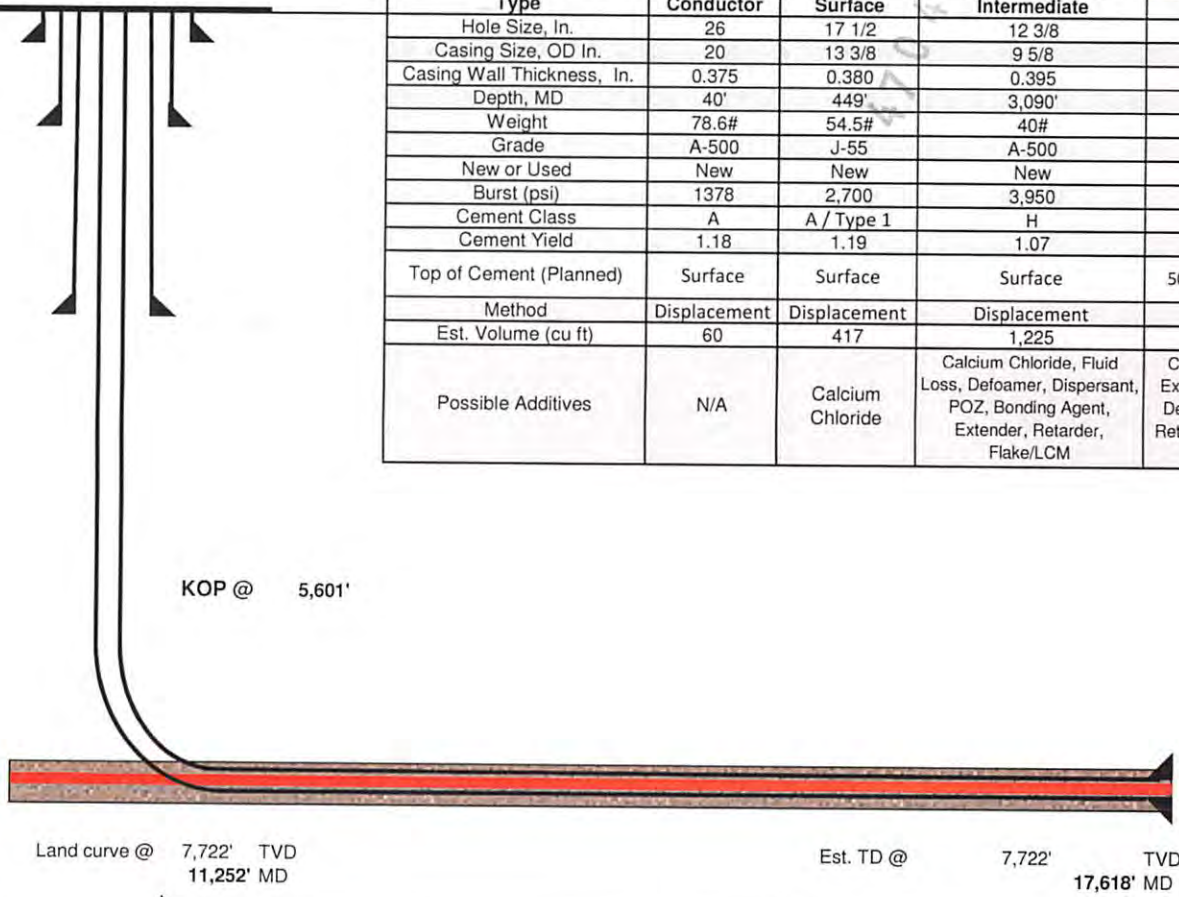 Type Conductor Surface Intermediate
Hole Size, In. 26 17 1/2 12 3/8
Casing Size, OD In. 20 13 3/8 9 5/8
Casing Wall Thickness, In. 0.375 0.380 0.395
Depth, MD 40' 449' 3,090'
Weight 78.6# 54.5# 40#
Grade A-500 J-55 A-500
New or Used New New New
Burst (psi) 1378 2,700 3,950
Cement Class A A / Type 1 H
Cement Yield 1.18 1.19 1.07
Top of Cement (Planned) Surface Surface Surface
Method Displacement Displacement Displacement
Est. Volume (cu ft) 60 417 1,225
Possible Additives N/A Calcium Chloride
Calcium Chloride, Fluid
Loss, Defoamer, Dispersant,
POZ, Bonding Agent,
Extender, Retarder,
Flake/LCM
470 4
KOP @ 5,601'
Land curve @ 7,722' TVD
11,252' MD
Est. TD @ 7,722' TVD
17,618' MD